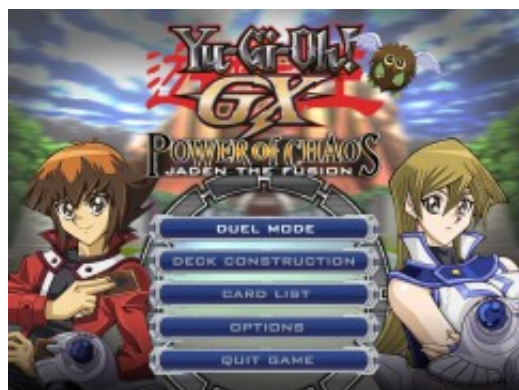 Yu-Gi-Oh!
GX
POWER OF CHAOS
JADEN THE FUSION
DUEL MODE
DECK CONSTRUCTION
CARD LIST
OPTIONS
QUIT GAME